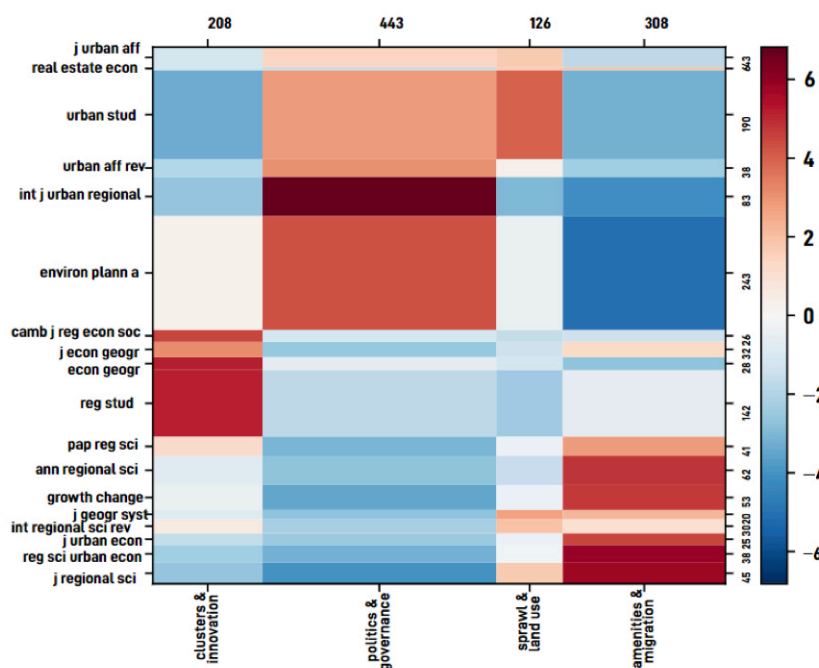 208 443 126 308
j urban aff
real estate econ
urban stud
190
urban aff rev
38
int j urban regional
83
environ plann a
243
camb j reg econ soc
26
j econ geogr
32
econ geogr
28
reg stud
142
pap reg sci
41
ann regional sci
62
growth change
53
j geogr syst
20
int regional sci rev
30
j urban econ
25
reg sci urban econ
38
j regional sci
45
6
4
2
0
−2
−4
−6
clusters &
innovation
politics &
governance
sprawl &
land use
amenities &
amigration